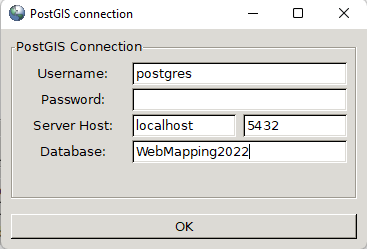 PostGIS connection
PostGIS Connection
Username: postgres
Password:
Server Host: localhost 5432
Database: WebMapping2022
OK